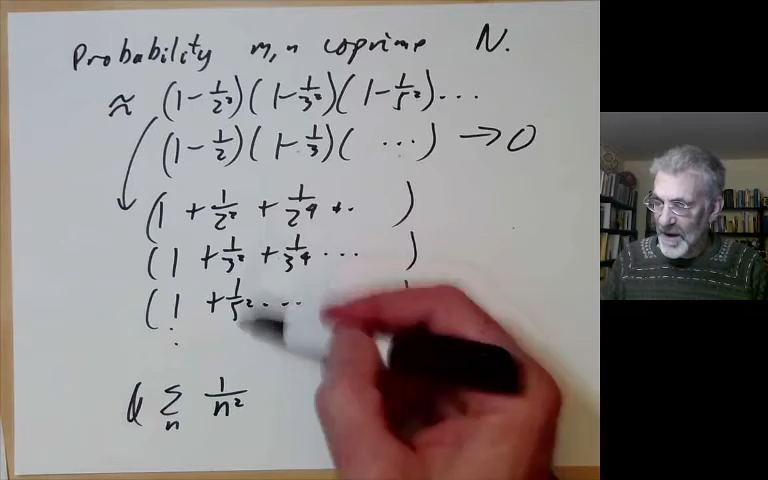 Probability m, n coprime N.
≈ (1 - 1/2²)(1 - 1/3²)(1 - 1/5²)...
(1 - 1/2)(1 - 1/3)( ...) → 0
(1 + 1/2² + 1/2⁴ + .. )
(1 + 1/3² + 1/3⁴ ... )
(1 + 1/5² ... )
∑ₙ 1/n²